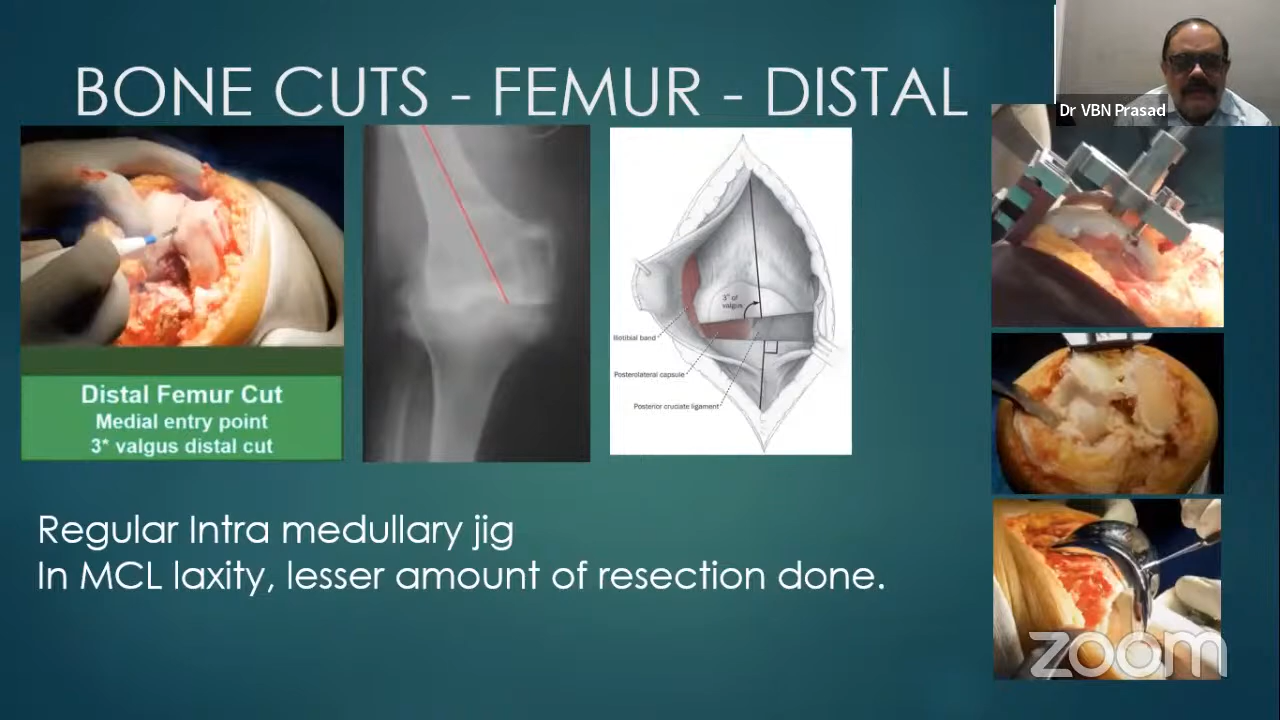 BONE CUTS - FEMUR - DISTAL
Dr VBN Prasad
3° of
valgus
Iliotibial band
Posterolateral capsule
Posterior cruciate ligament
Distal Femur Cut
Medial entry point
3* valgus distal cut
Regular Intra medullary jig
In MCL laxity, lesser amount of resection done.
zoom